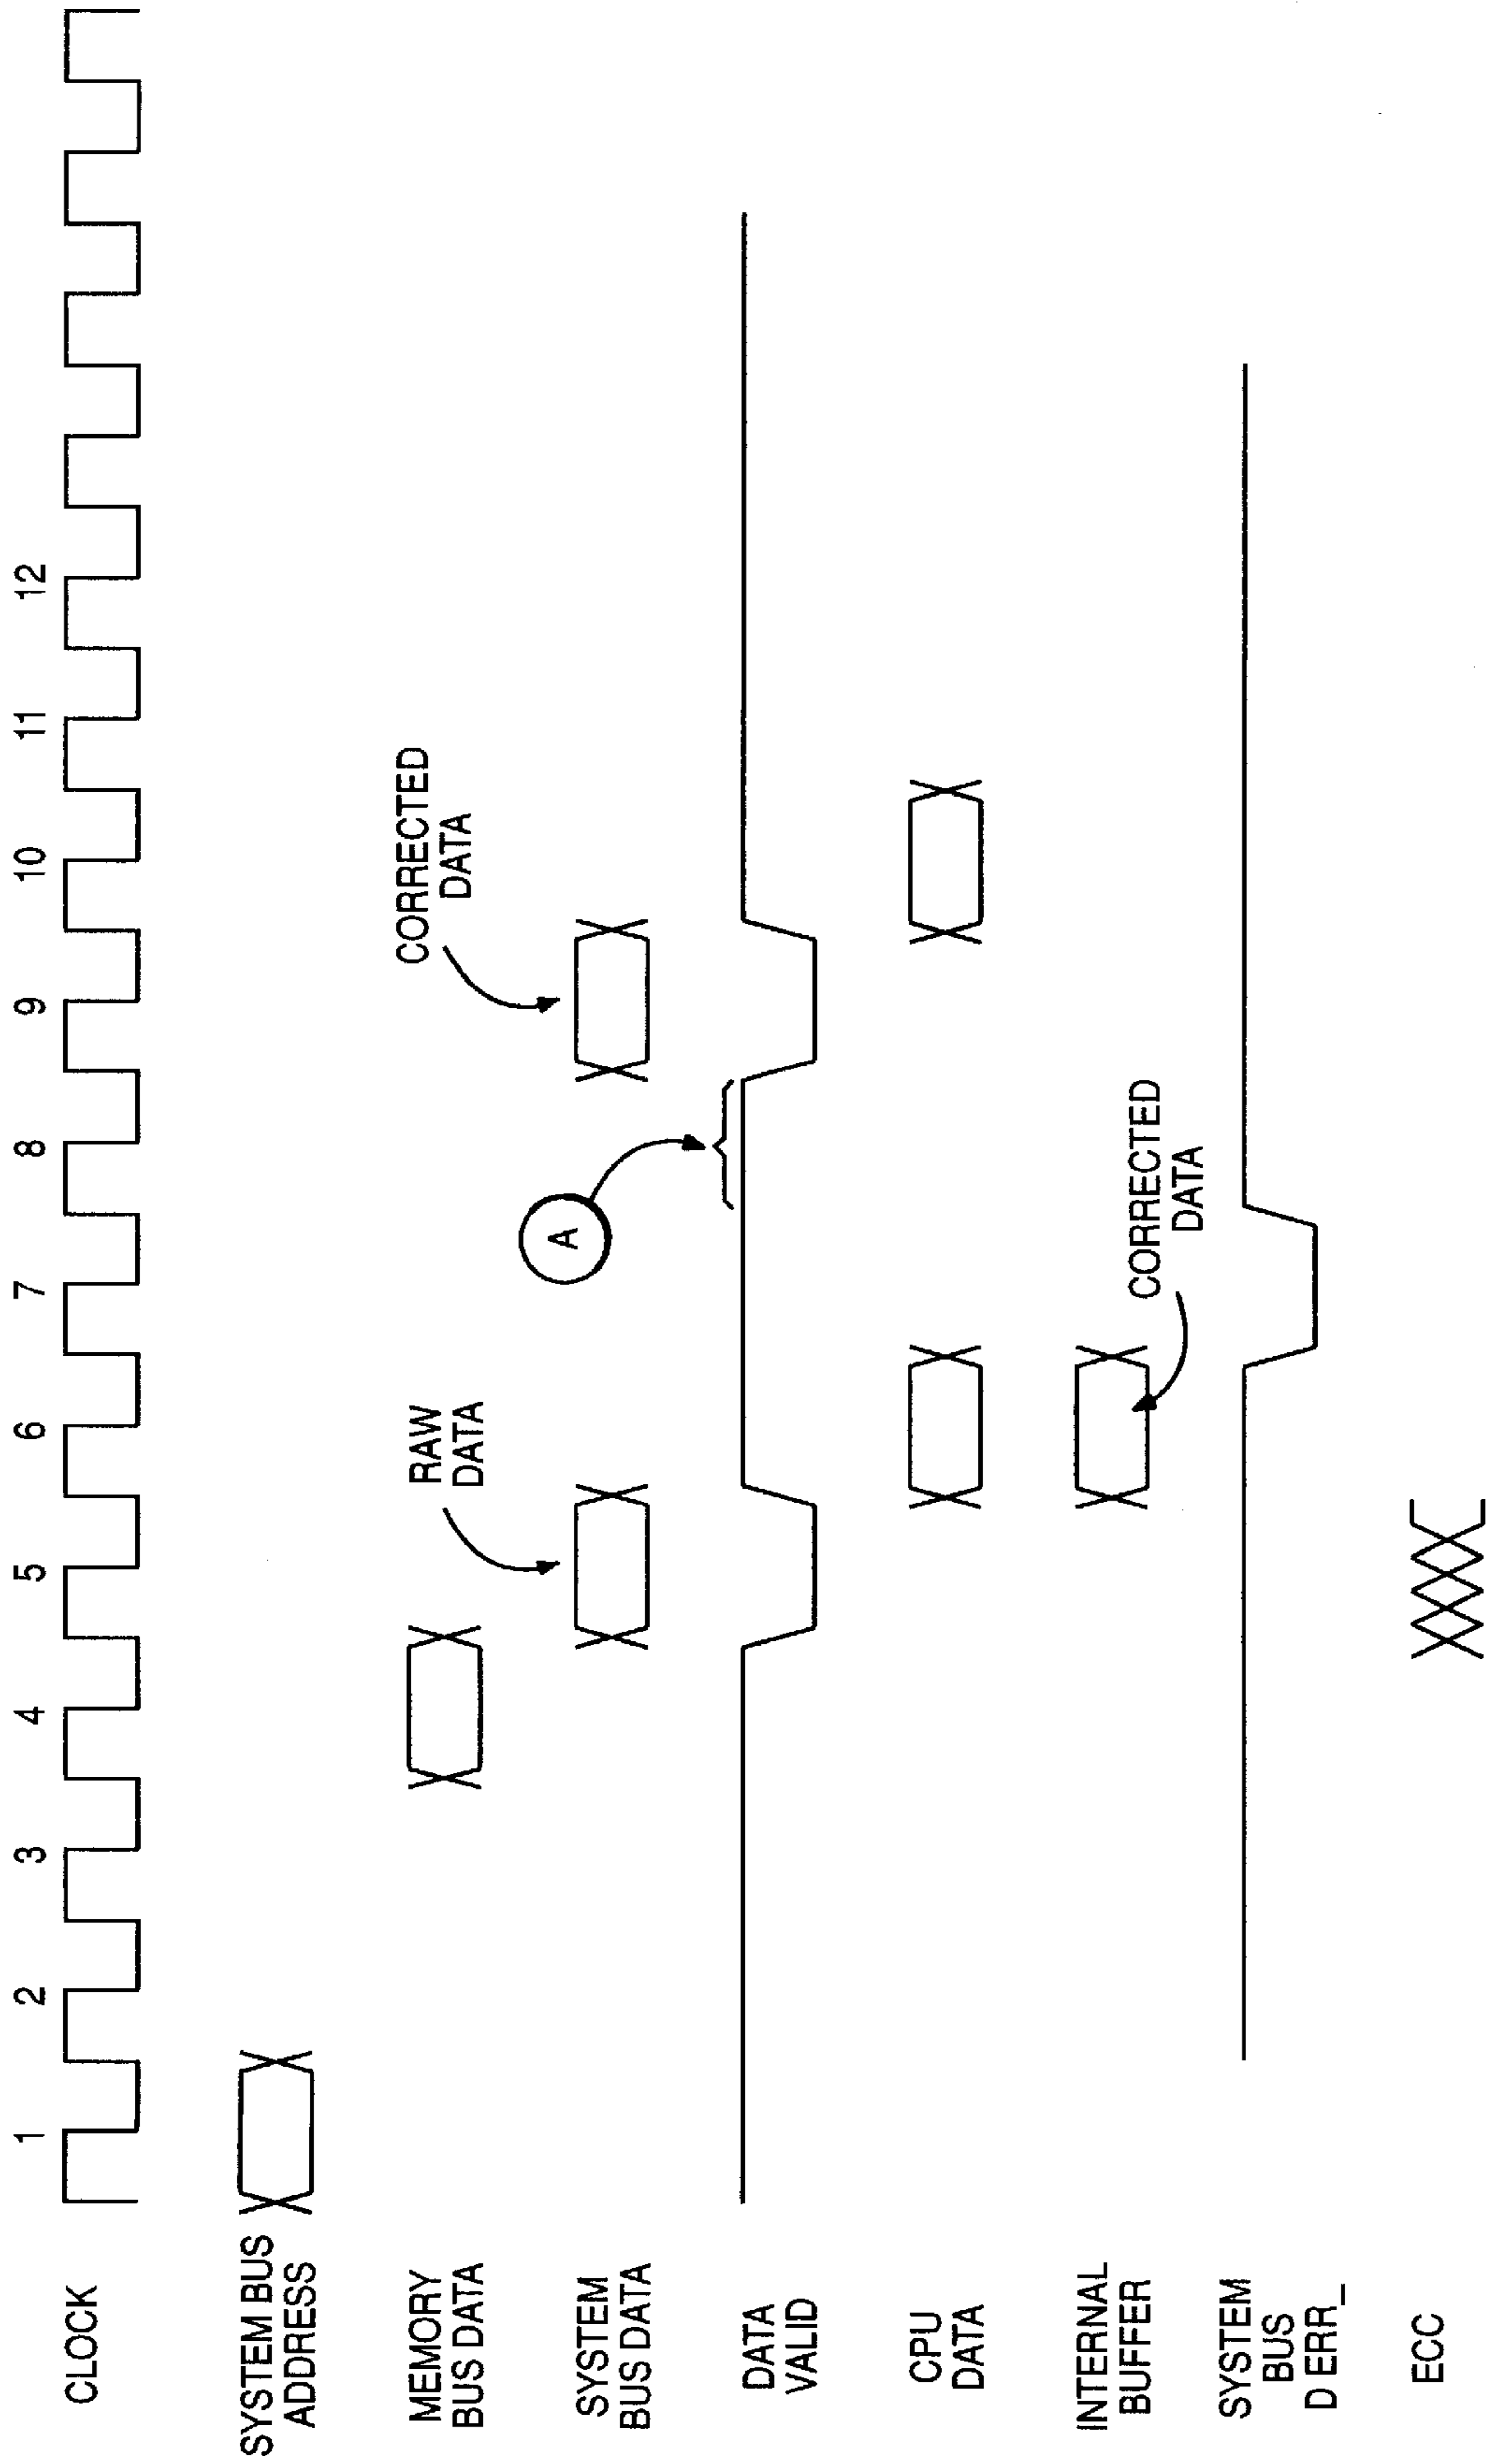 1 2 3 4 5 6 7 8 9 10 11 12
CLOCK
SYSTEM BUS
ADDRESS
MEMORY
BUS DATA
CORRECTED
DATA
RAW
DATA
SYSTEM
BUS DATA
A
DATA
VALID
CPU
DATA
INTERNAL
BUFFER
CORRECTED
DATA
SYSTEM
BUS
D ERR_
ECC